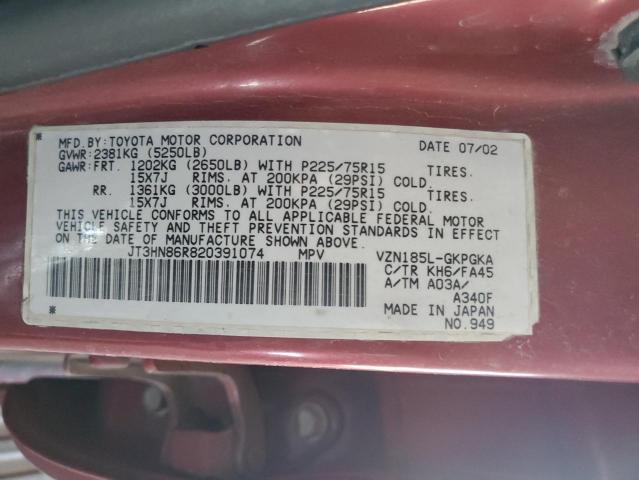 MFD.BY:TOYOTA MOTOR CORPORATION DATE 07/02
GVWR:2381KG (5250LB)
GAWR:FRT. 1202KG (2650LB) WITH P225/75R15 TIRES.
15X7J RIMS. AT 200KPA (29PSI) COLD.
RR. 1361KG (3000LB) WITH P225/75R15 TIRES.
15X7J RIMS. AT 200KPA (29PSI) COLD.
THIS VEHICLE CONFORMS TO ALL APPLICABLE FEDERAL MOTOR
VEHICLE SAFETY AND THEFT PREVENTION STANDARDS IN EFFECT
ON THE DATE OF MANUFACTURE SHOWN ABOVE.
JT3HN86R820391074 MPV VZN185L-GKPGKA
C/TR KH6/FA45
A/TM A03A/
A340F
MADE IN JAPAN
NO.949